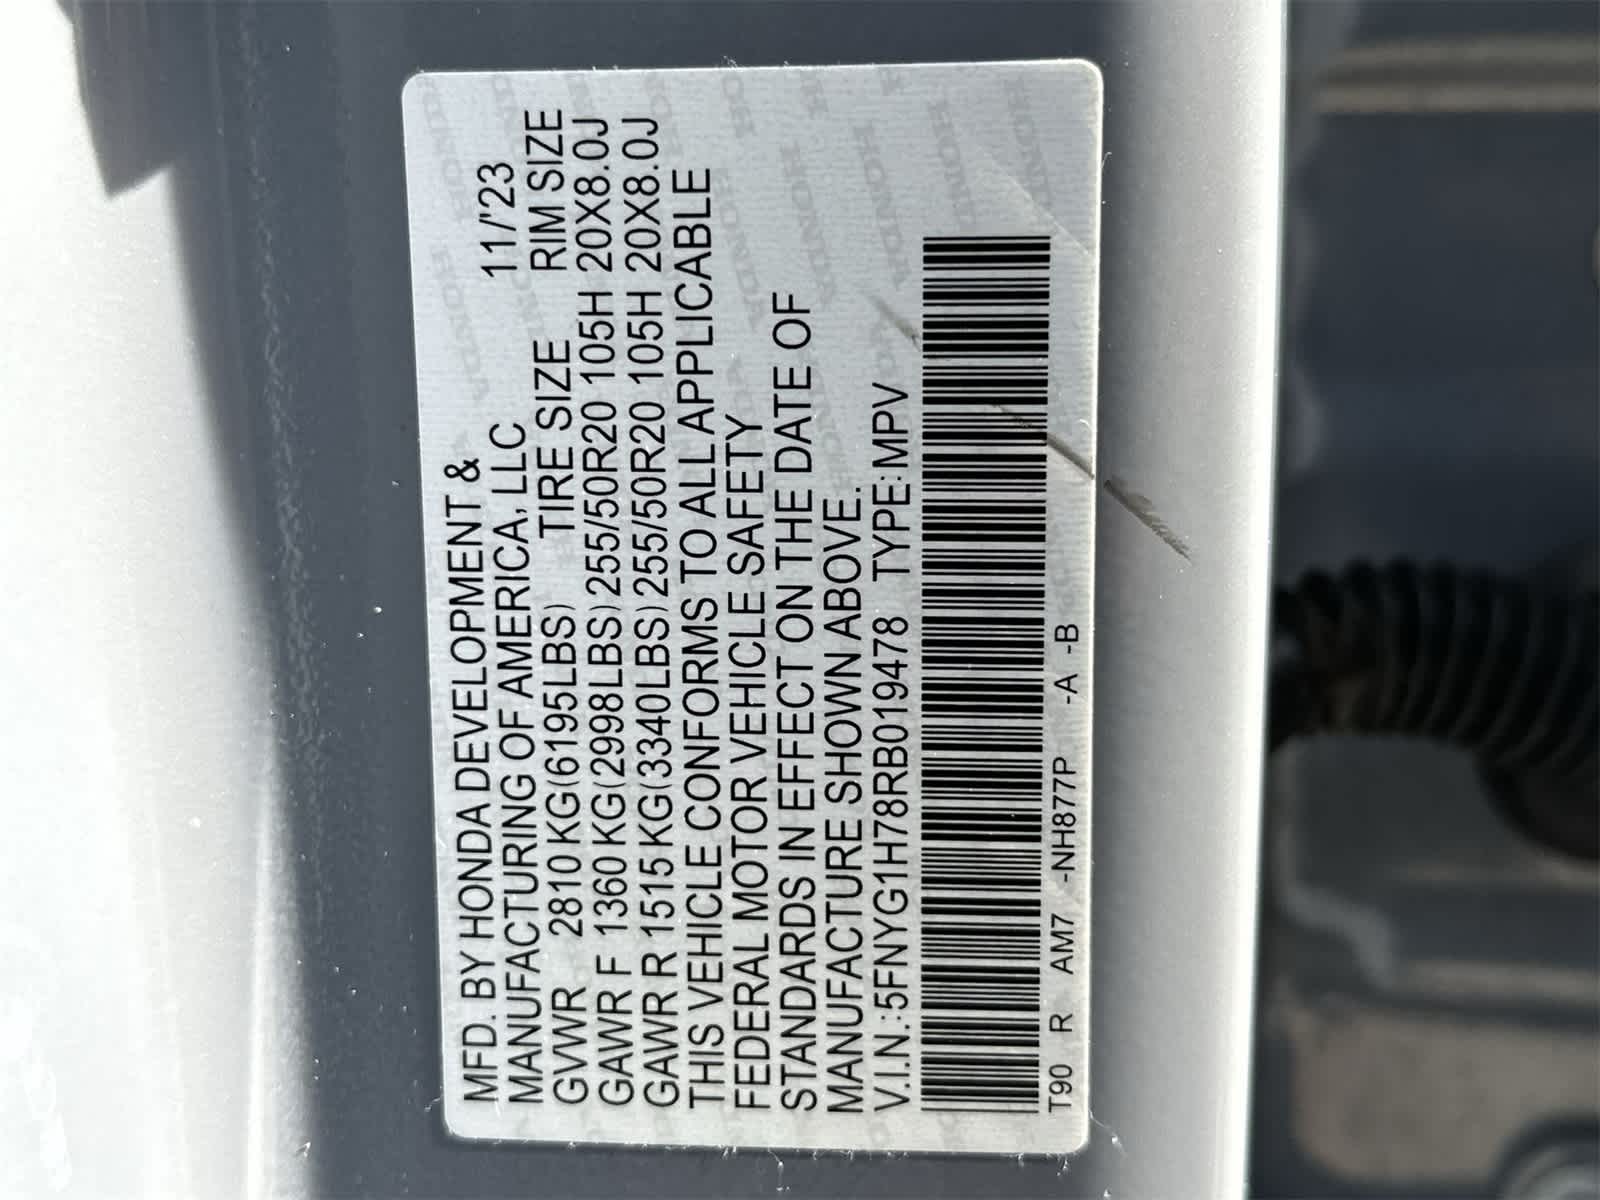 MFD. BY HONDA DEVELOPMENT &
MANUFACTURING OF AMERICA, LLC 11/'23
GVWR 2810 KG(6195LBS) TIRE SIZE RIM SIZE
GAWR F 1360 KG(2998LBS) 255/50R20 105H 20X8.0J
GAWR R 1515 KG(3340LBS) 255/50R20 105H 20X8.0J
THIS VEHICLE CONFORMS TO ALL APPLICABLE
FEDERAL MOTOR VEHICLE SAFETY
STANDARDS IN EFFECT ON THE DATE OF
MANUFACTURE SHOWN ABOVE.
V.I.N.:5FNYG1H78RB019478 TYPE:MPV
T90 R AM7 -NH877P -A -B